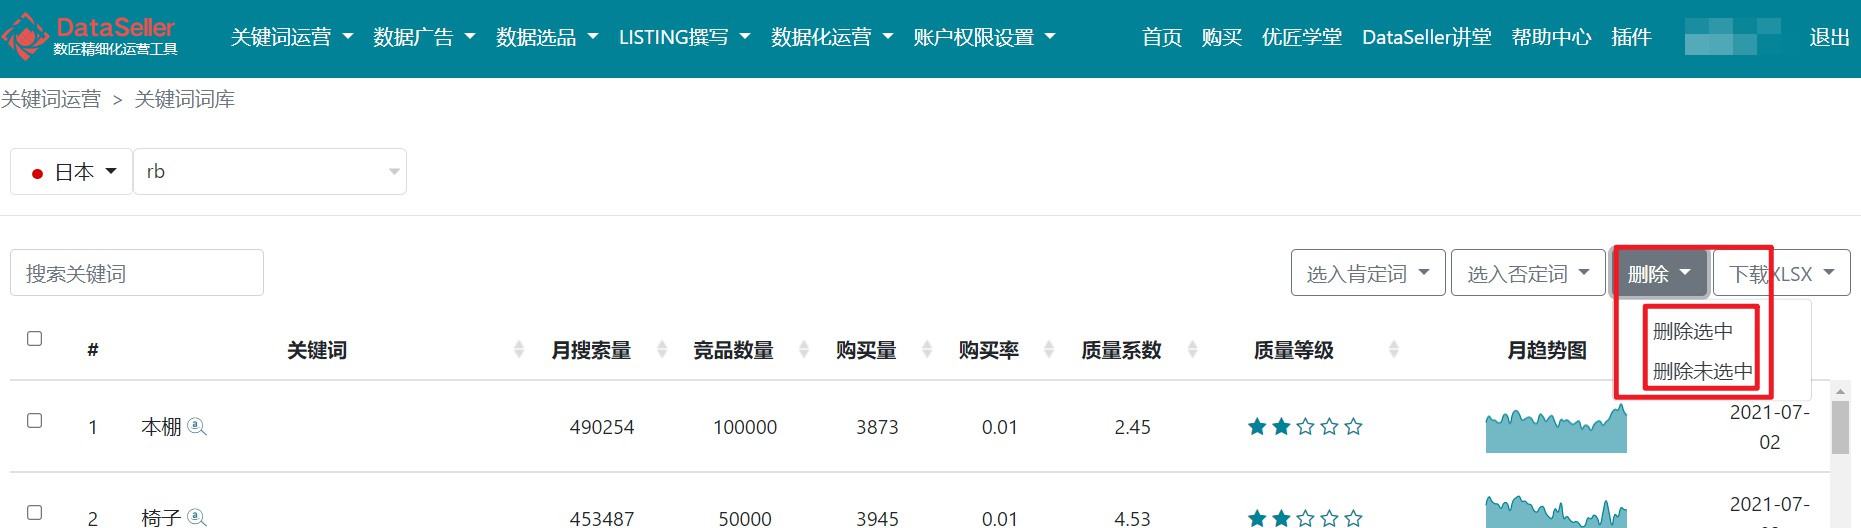 DataSeller
数匠精细化运营工具
关键词运营 数据广告 数据选品 LISTING撰写 数据化运营 账户权限设置 首页 购买 优匠学堂 DataSeller讲堂 帮助中心 插件 退出
关键词运营 > 关键词词库
日本 rb
搜索关键词 选入肯定词 选入否定词 删除 下载XLSX
删除选中
删除未选中
# 关键词 月搜索量 竞品数量 购买量 购买率 质量系数 质量等级 月趋势图
1 本棚 490254 100000 3873 0.01 2.45 2021-07-
02
2 椅子 453487 50000 3945 0.01 4.53 2021-07-